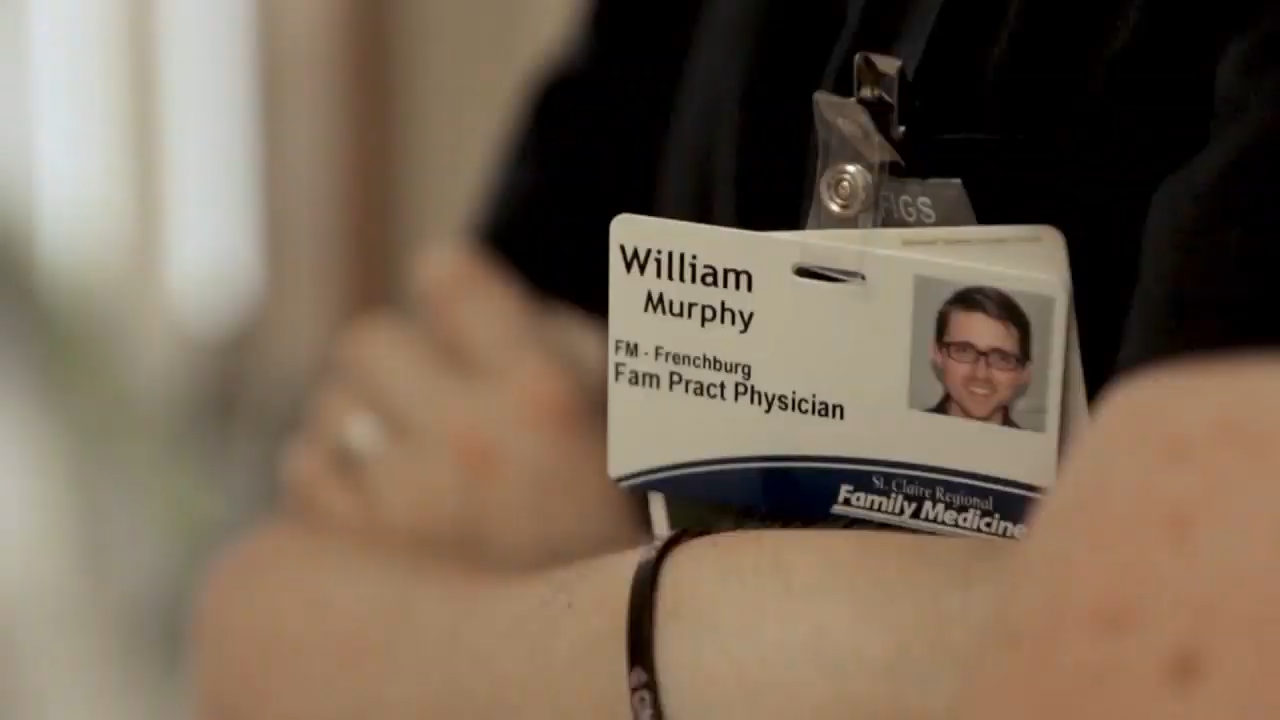 FIGS
William
Murphy
FM - Frenchburg
Fam Pract Physician
St. Claire Regional
Family Medicine